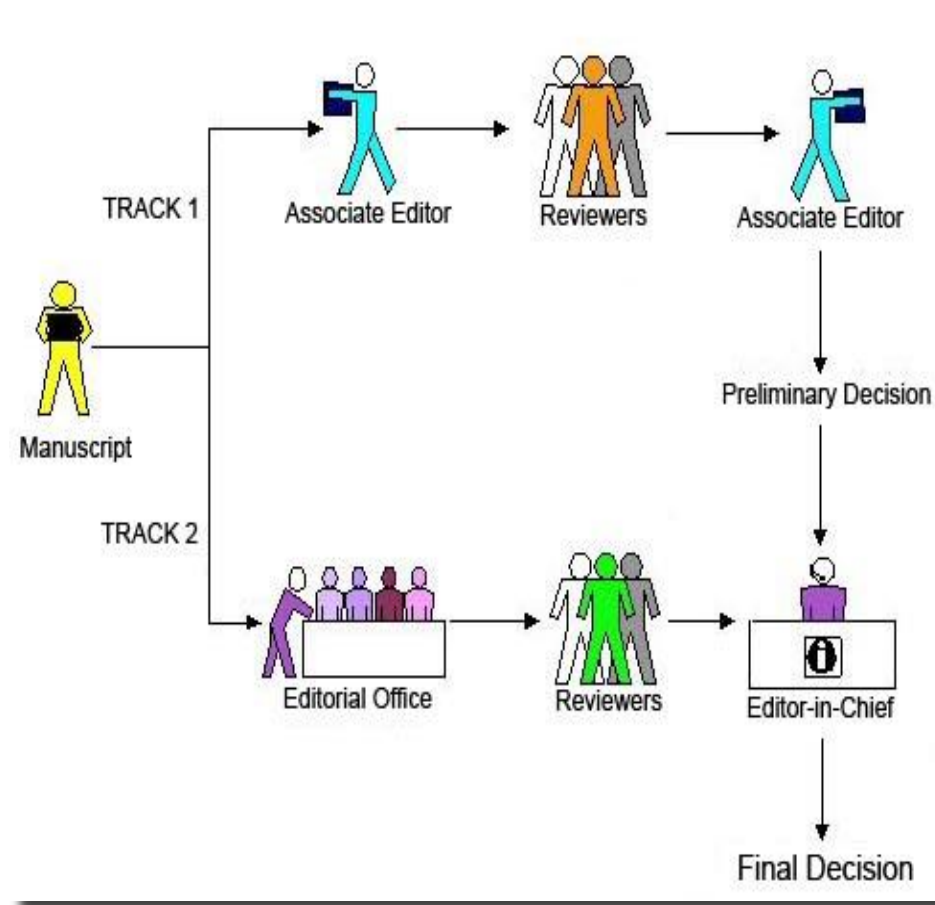 TRACK 1
Associate Editor
Reviewers
Associate Editor
Manuscript
Preliminary Decision
TRACK 2
Editorial Office
Reviewers
Editor-in-Chief
Final Decision